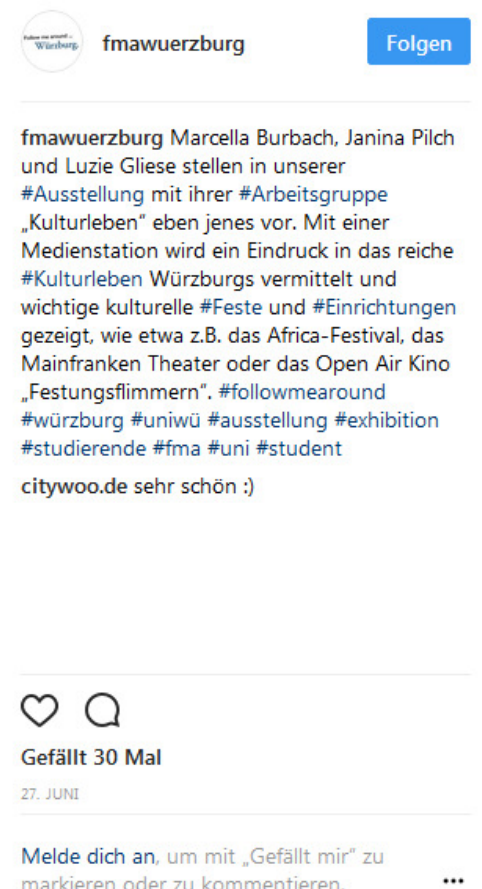 Follow me around ...
Würzburg.
fmawuerzburg
Folgen
fmawuerzburg Marcella Burbach, Janina Pilch
und Luzie Gliese stellen in unserer
#Ausstellung mit ihrer #Arbeitsgruppe
„Kulturleben“ eben jenes vor. Mit einer
Medienstation wird ein Eindruck in das reiche
#Kulturleben Würzburgs vermittelt und
wichtige kulturelle #Feste und #Einrichtungen
gezeigt, wie etwa z.B. das Africa-Festival, das
Mainfranken Theater oder das Open Air Kino
„Festungsflimmern“. #followmearound
#würzburg #uniwü #ausstellung #exhibition
#studierende #fma #uni #student
citywoo.de sehr schön :)
Gefällt 30 Mal
27. JUNI
Melde dich an, um mit „Gefällt mir“ zu
markieren oder zu kommentieren.